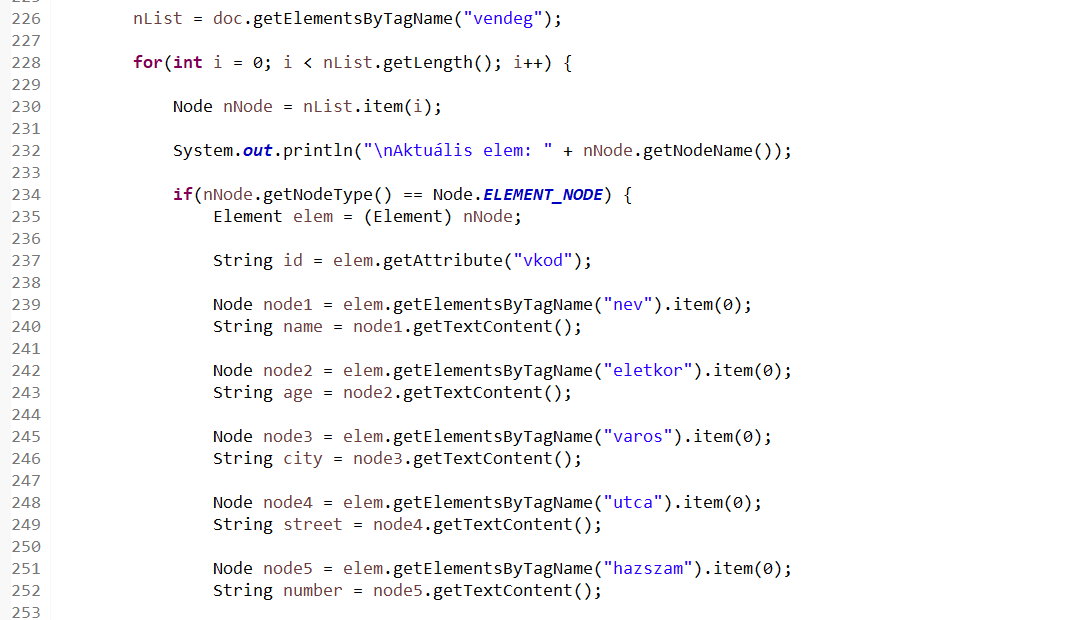 226 nList = doc.getElementsByTagName("vendeg");
227
228 for(int i = 0; i < nList.getLength(); i++) {
229
230 Node nNode = nList.item(i);
231
232 System.out.println("\nAktuális elem: " + nNode.getNodeName());
233
234 if(nNode.getNodeType() == Node.ELEMENT_NODE) {
235 Element elem = (Element) nNode;
236
237 String id = elem.getAttribute("vkod");
238
239 Node node1 = elem.getElementsByTagName("nev").item(0);
240 String name = node1.getTextContent();
241
242 Node node2 = elem.getElementsByTagName("eletkor").item(0);
243 String age = node2.getTextContent();
244
245 Node node3 = elem.getElementsByTagName("varos").item(0);
246 String city = node3.getTextContent();
247
248 Node node4 = elem.getElementsByTagName("utca").item(0);
249 String street = node4.getTextContent();
250
251 Node node5 = elem.getElementsByTagName("hazszam").item(0);
252 String number = node5.getTextContent();
253